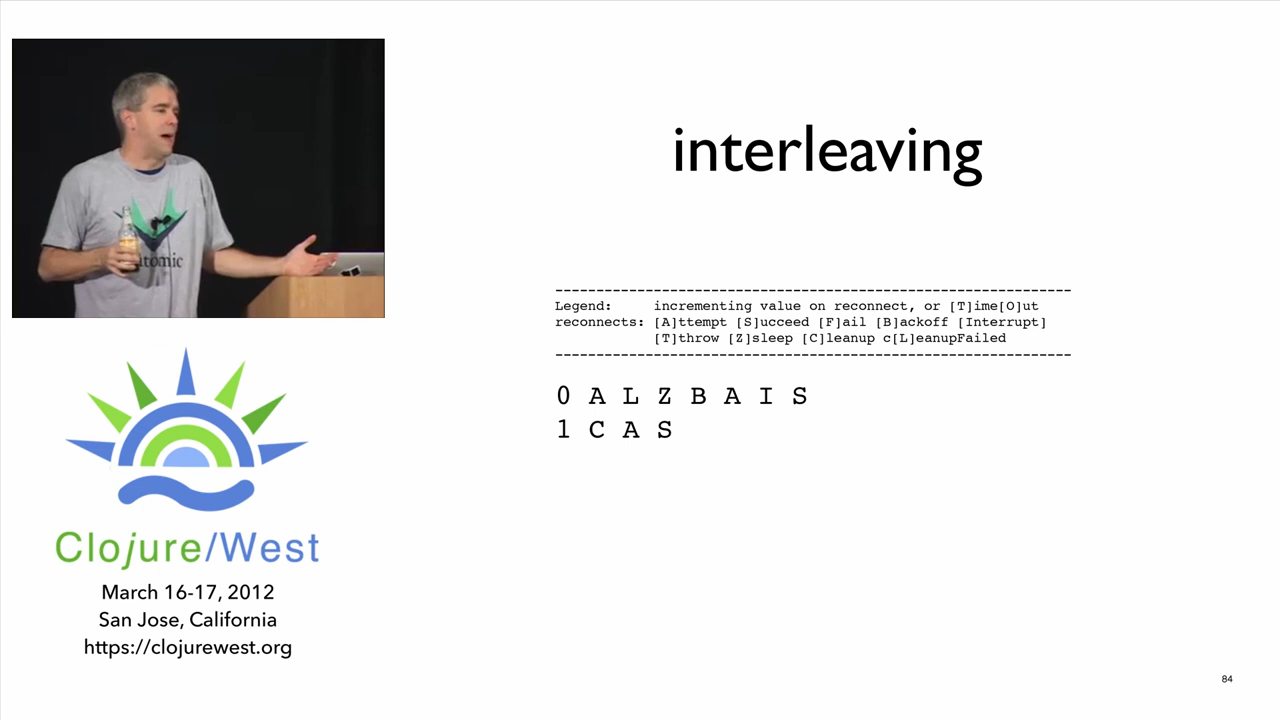 interleaving
------------------------------------------------------------------
Legend: incrementing value on reconnect, or [T]ime[O]ut
reconnects: [A]ttempt [S]ucceed [F]ail [B]ackoff [Interrupt]
[T]throw [Z]sleep [C]leanup c[L]eanupFailed
------------------------------------------------------------------
0 A L Z B A I S
1 C A S
Clojure/West
March 16-17, 2012
San Jose, California
https://clojurewest.org
84